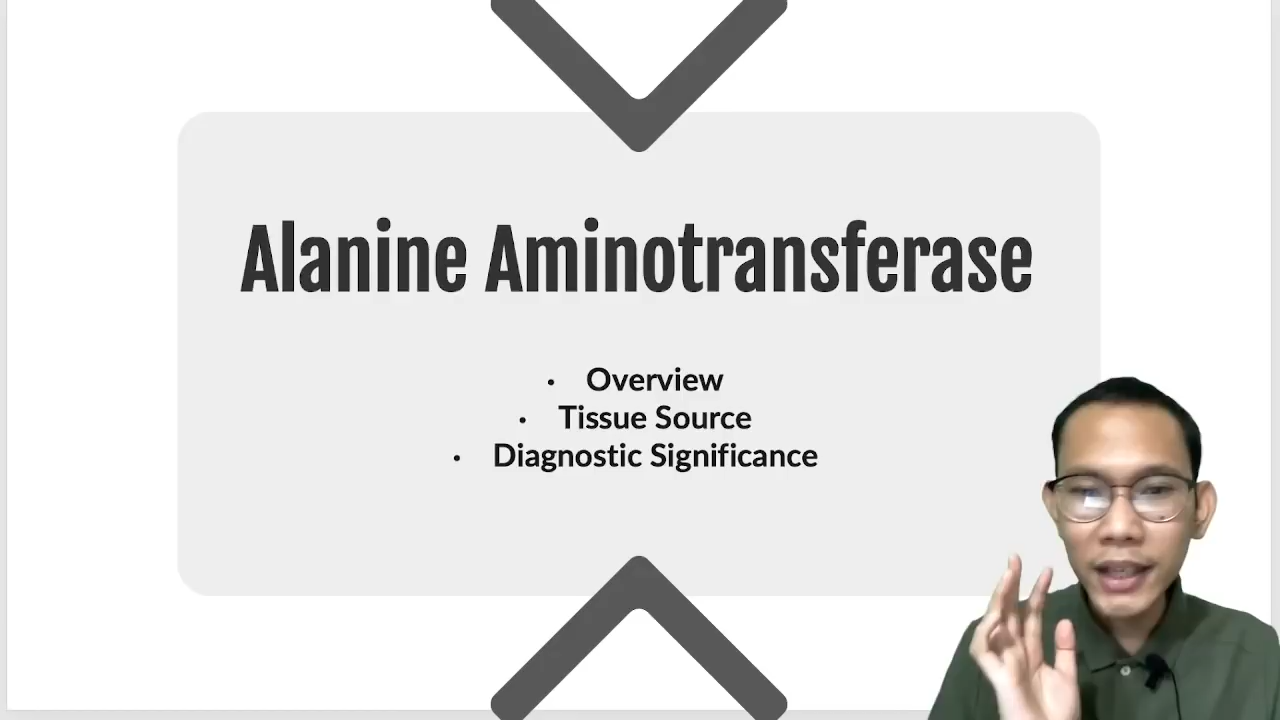 Alanine Aminotransferase
• Overview
• Tissue Source
• Diagnostic Significance